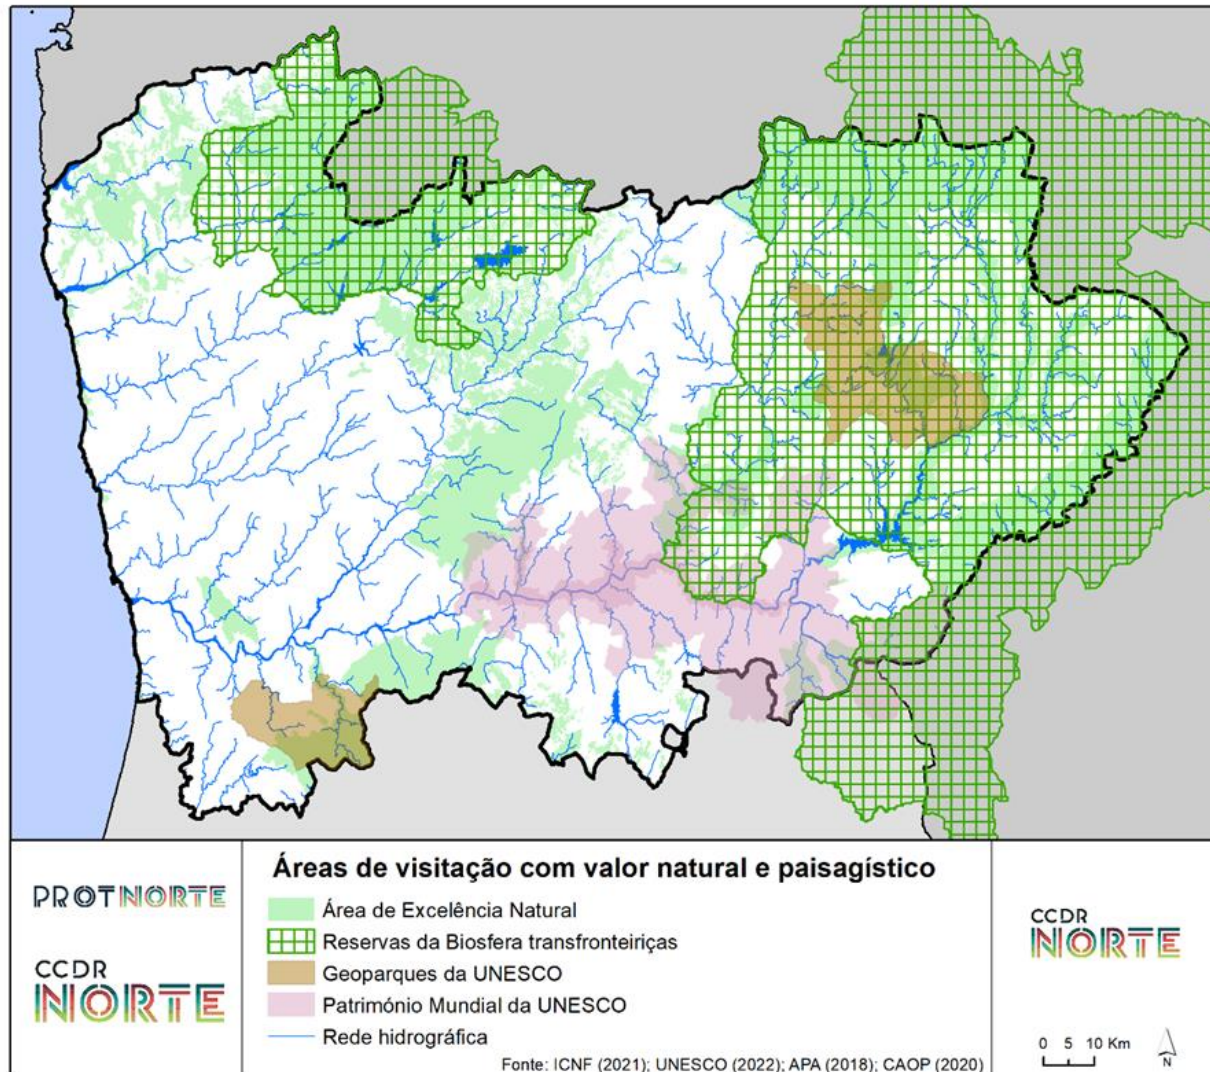 PROTNORTE
CCDR
NORTE
Áreas de visitação com valor natural e paisagístico
Área de Excelência Natural
Reservas da Biosfera transfronteiriças
Geoparques da UNESCO
Património Mundial da UNESCO
Rede hidrográfica
Fonte: ICNF (2021); UNESCO (2022); APA (2018); CAOP (2020)
CCDR
NORTE
0 5 10 Km
N